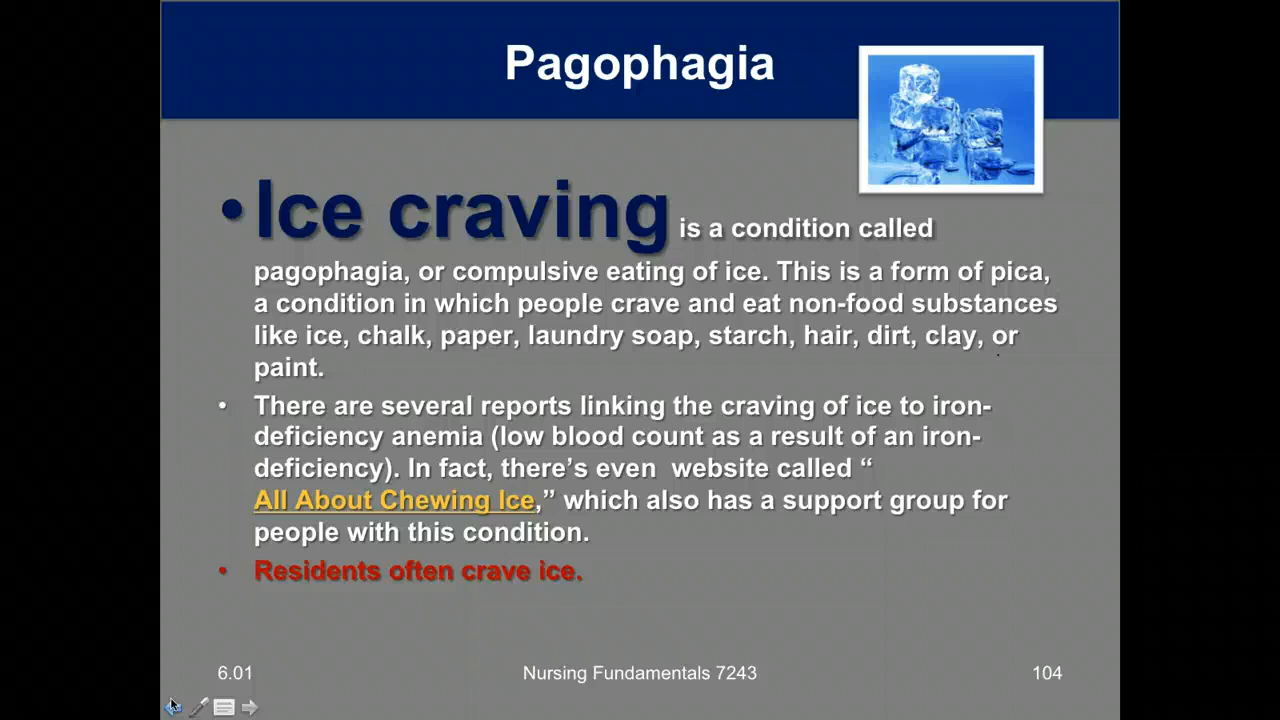 Pagophagia
•Ice craving is a condition called
pagophagia, or compulsive eating of ice. This is a form of pica,
a condition in which people crave and eat non-food substances
like ice, chalk, paper, laundry soap, starch, hair, dirt, clay, or
paint.
• There are several reports linking the craving of ice to iron-
deficiency anemia (low blood count as a result of an iron-
deficiency). In fact, there’s even website called “
All About Chewing Ice,” which also has a support group for
people with this condition.
• Residents often crave ice.
6.01
Nursing Fundamentals 7243
104